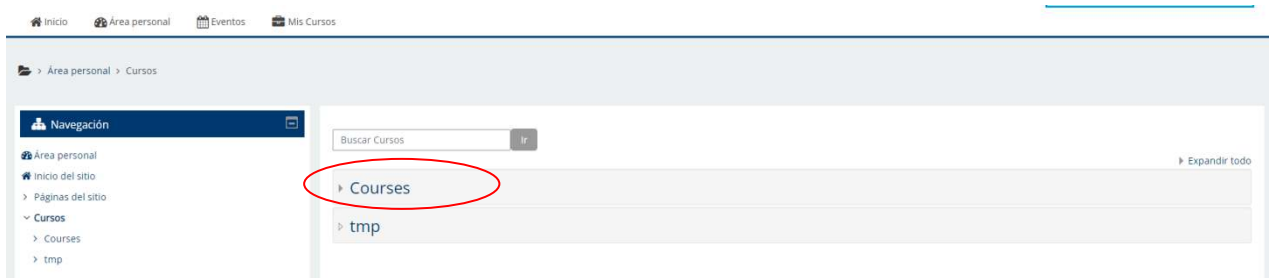 Inicio Área personal Eventos Mis Cursos
> Área personal > Cursos
Navegación
Área personal
Inicio del sitio
> Páginas del sitio
Cursos
> Courses
> tmp
Buscar Cursos Ir
Expandir todo
Courses
tmp